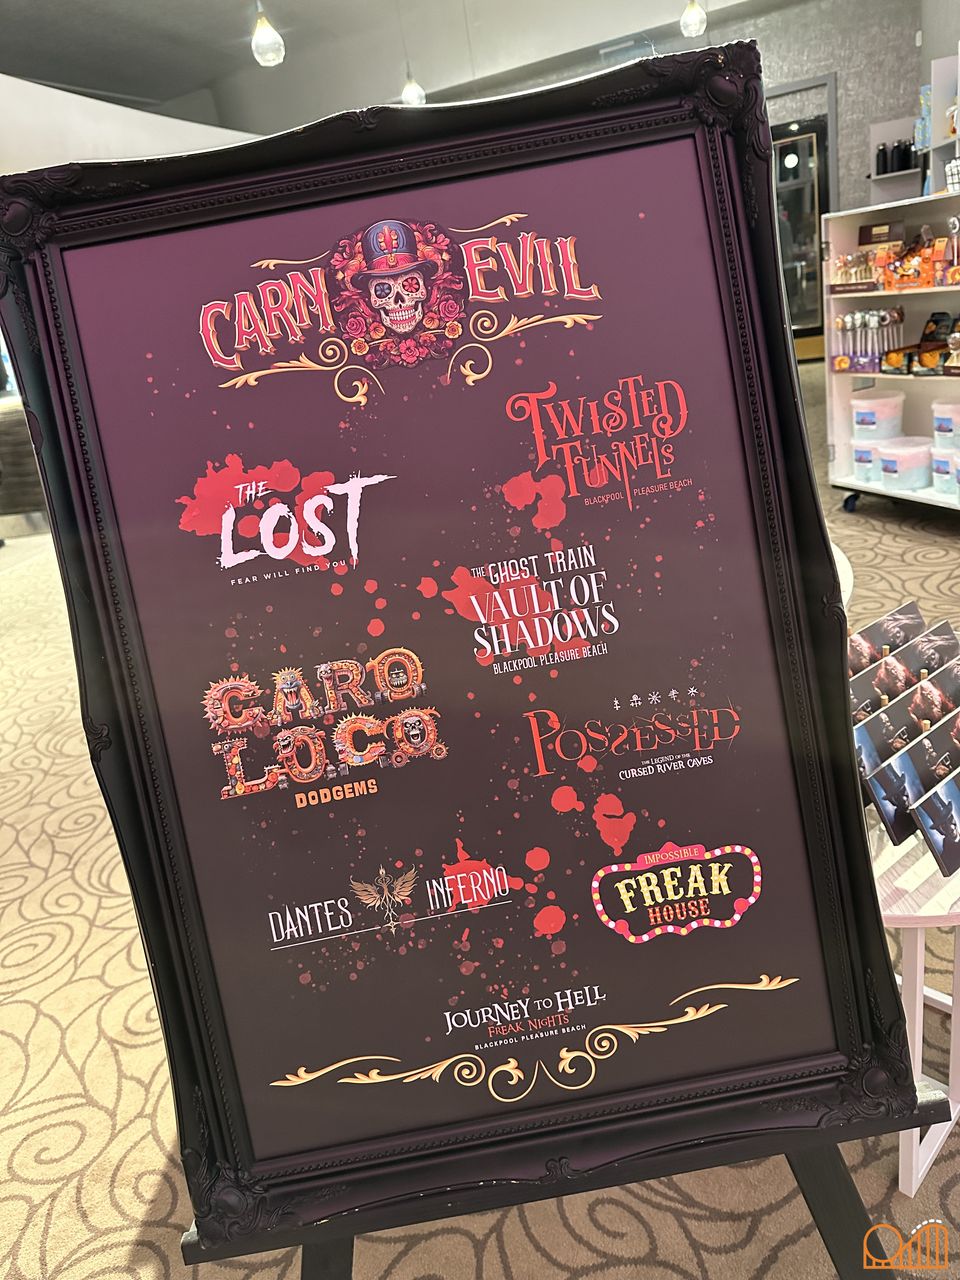 CARN EVIL
TWISTED
TUNNELS
BLACKPOOL PLEASURE BEACH
THE
LOST
FEAR WILL FIND YOU
THE GHOST TRAIN
VAULT OF
SHADOWS
BLACKPOOL PLEASURE BEACH
CARO
LOCO
DODGEMS
POSSESSED
THE LEGEND OF THE
CURSED RIVER CAVES
DANTES INFERNO
IMPOSSIBLE
FREAK
HOUSE
JOURNEY TO HELL
FREAK NIGHTS
BLACKPOOL PLEASURE BEACH